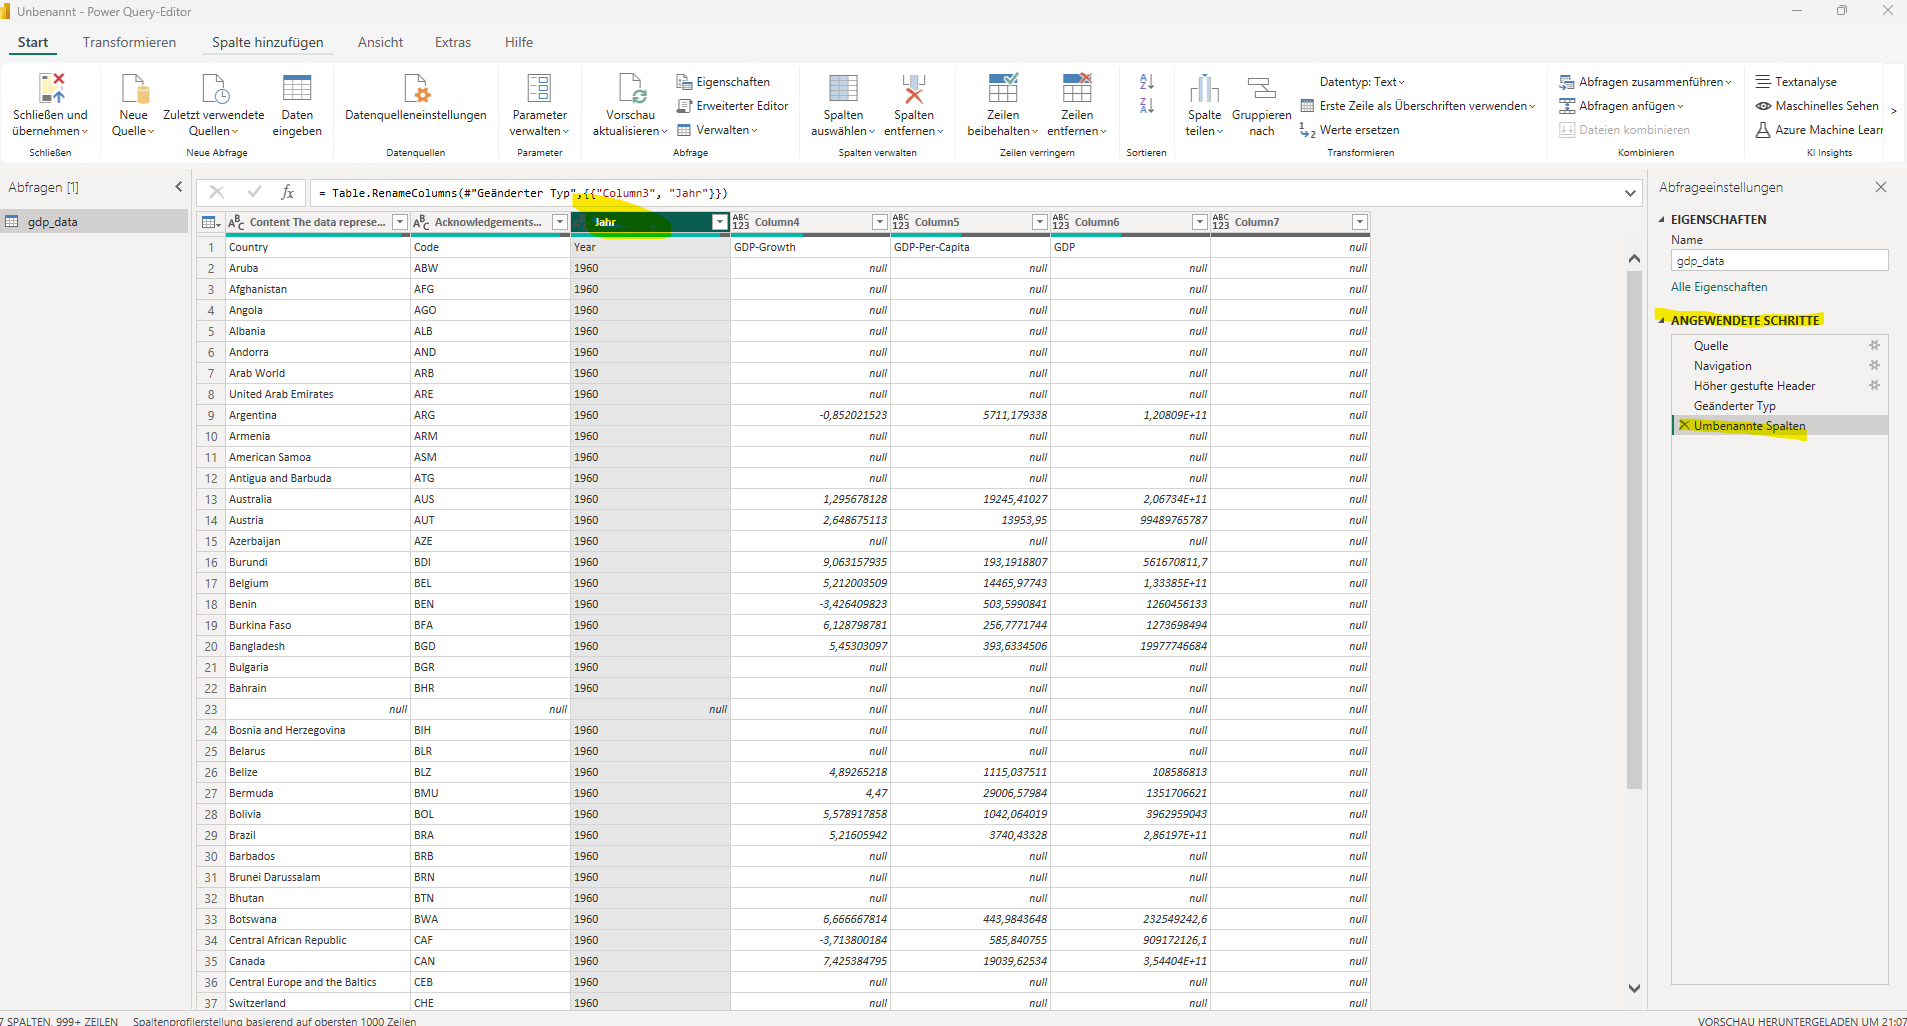 Unbenannt - Power Query-Editor
Start Transformieren Spalte hinzufügen Ansicht Extras Hilfe
Schließen und übernehmen
Schließen
Neue Quelle
Zuletzt verwendete Quellen
Daten eingeben
Neue Abfrage
Datenquelleneinstellungen
Datenquellen
Parameter verwalten
Parameter
Vorschau aktualisieren
Eigenschaften
Erweiterter Editor
Verwalten
Abfrage
Spalten auswählen
Spalten entfernen
Spalten verwalten
Zeilen beibehalten
Zeilen entfernen
Zeilen verringern
Sortieren
Spalte teilen
Gruppieren nach
Datentyp: Text
Erste Zeile als Überschriften verwenden
Werte ersetzen
Transformieren
Abfragen zusammenführen
Abfragen anfügen
Dateien kombinieren
Kombinieren
Textanalyse
Maschinelles Sehen
Azure Machine Lear
KI Insights
Abfragen [1]
gdp_data
= Table.RenameColumns(#"Geänderter Typ",{{"Column3", "Jahr"}})
Content The data represe... Acknowledgements... Jahr Column4 Column5 Column6 Column7
1 Country Code Year GDP-Growth GDP-Per-Capita GDP null
2 Aruba ABW 1960 null null null null
3 Afghanistan AFG 1960 null null null null
4 Angola AGO 1960 null null null null
5 Albania ALB 1960 null null null null
6 Andorra AND 1960 null null null null
7 Arab World ARB 1960 null null null null
8 United Arab Emirates ARE 1960 null null null null
9 Argentina ARG 1960 -0,852021523 5711,179338 1,20809E+11 null
10 Armenia ARM 1960 null null null null
11 American Samoa ASM 1960 null null null null
12 Antigua and Barbuda ATG 1960 null null null null
13 Australia AUS 1960 1,295678128 19245,41027 2,06734E+11 null
14 Austria AUT 1960 2,648675113 13953,95 99489765787 null
15 Azerbaijan AZE 1960 null null null null
16 Burundi BDI 1960 9,063157935 193,1918807 561670811,7 null
17 Belgium BEL 1960 5,212003509 14465,97743 1,33385E+11 null
18 Benin BEN 1960 -3,426409823 503,5990841 1260456133 null
19 Burkina Faso BFA 1960 6,128798781 256,7771744 1273698494 null
20 Bangladesh BGD 1960 5,45303097 393,6334506 19977746684 null
21 Bulgaria BGR 1960 null null null null
22 Bahrain BHR 1960 null null null null
23 null null null null null null null
24 Bosnia and Herzegovina BIH 1960 null null null null
25 Belarus BLR 1960 null null null null
26 Belize BLZ 1960 4,89265218 1115,037511 108586813 null
27 Bermuda BMU 1960 4,47 29006,57984 1351706621 null
28 Bolivia BOL 1960 5,578917858 1042,064019 3962959043 null
29 Brazil BRA 1960 5,21605942 3740,43328 2,86197E+11 null
30 Barbados BRB 1960 null null null null
31 Brunei Darussalam BRN 1960 null null null null
32 Bhutan BTN 1960 null null null null
33 Botswana BWA 1960 6,666667814 443,9843648 232549242,6 null
34 Central African Republic CAF 1960 -3,713800184 585,840755 909172126,1 null
35 Canada CAN 1960 7,425384795 19039,62534 3,54404E+11 null
36 Central Europe and the Baltics CEB 1960 null null null null
37 Switzerland CHE 1960 null null null null
Abfrageeinstellungen
EIGENSCHAFTEN
Name
gdp_data
Alle Eigenschaften
ANGEWENDETE SCHRITTE
Quelle
Navigation
Höher gestufte Header
Geänderter Typ
Umbenannte Spalten
7 SPALTEN, 999+ ZEILEN Spaltenprofilerstellung basierend auf obersten 1000 Zeilen
VORSCHAU HERUNTERGELADEN UM 21:07